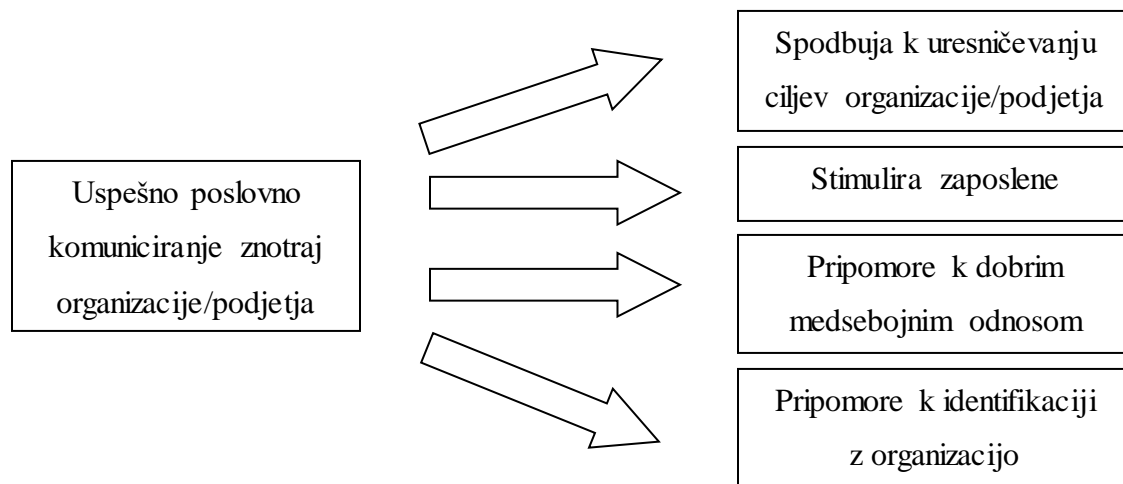 Uspešno poslovno
komuniciranje znotraj
organizacije/podjetja
Spodbuja k uresničevanju
ciljev organizacije/podjetja
Stimulira zaposlene
Pripomore k dobrim
medsebojnim odnosom
Pripomore k identifikaciji
z organizacijo